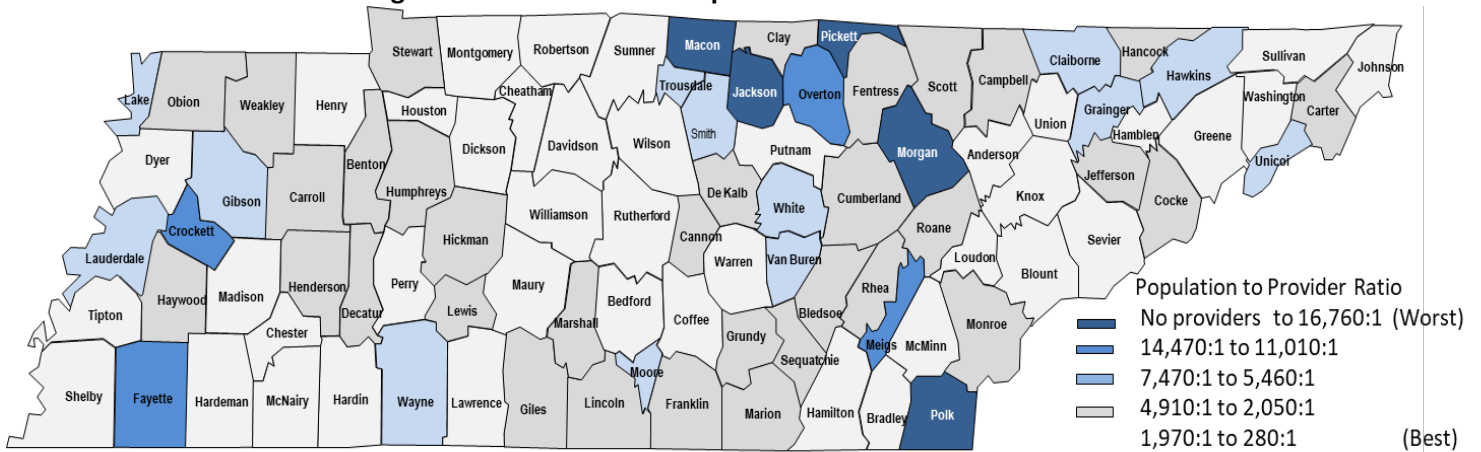 Stewart
Montgomery
Robertson
Sumner
Macon
Clay
Pickett
Scott
Campbell
Claiborne
Hancock
Hawkins
Sullivan
Johnson
Lake
Obion
Weakley
Henry
Houston
Cheatham
Trousdale
Jackson
Overton
Fentress
Grainger
Washington
Carter
Smith
Union
Hamblen
Greene
Dyer
Benton
Dickson
Davidson
Wilson
Putnam
Morgan
Anderson
Unicoi
Gibson
Carroll
Humphreys
De Kalb
White
Cumberland
Knox
Jefferson
Cocke
Crockett
Hickman
Williamson
Rutherford
Cannon
Roane
Sevier
Lauderdale
Warren
Van Buren
Loudon
Blount
Haywood
Madison
Henderson
Perry
Maury
Rhea
Tipton
Chester
Decatur
Lewis
Marshall
Bedford
Coffee
Grundy
Bledsoe
Meigs
McMinn
Monroe
Sequatchie
Moore
Shelby
Fayette
Hardeman
McNairy
Hardin
Wayne
Lawrence
Giles
Lincoln
Franklin
Marion
Hamilton
Bradley
Polk
Population to Provider Ratio
No providers to 16,760:1 (Worst)
14,470:1 to 11,010:1
7,470:1 to 5,460:1
4,910:1 to 2,050:1
1,970:1 to 280:1 (Best)